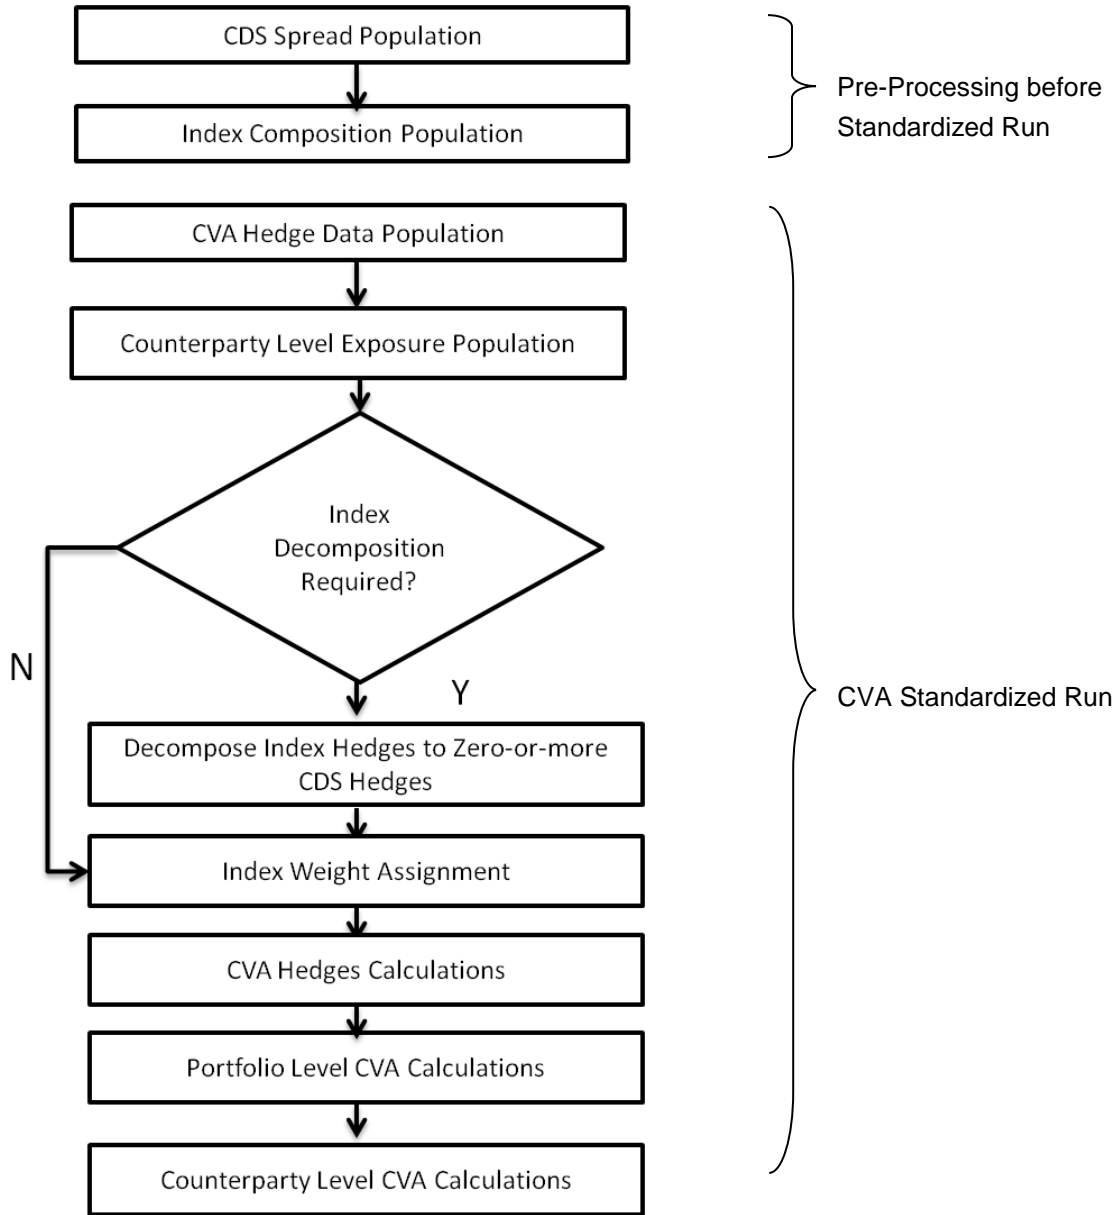 CDS Spread Population
Pre-Processing before
Standardized Run
Index Composition Population
CVA Hedge Data Population
Counterparty Level Exposure Population
Index
Decomposition
Required?
N
Y
CVA Standardized Run
Decompose Index Hedges to Zero-or-more
CDS Hedges
Index Weight Assignment
CVA Hedges Calculations
Portfolio Level CVA Calculations
Counterparty Level CVA Calculations